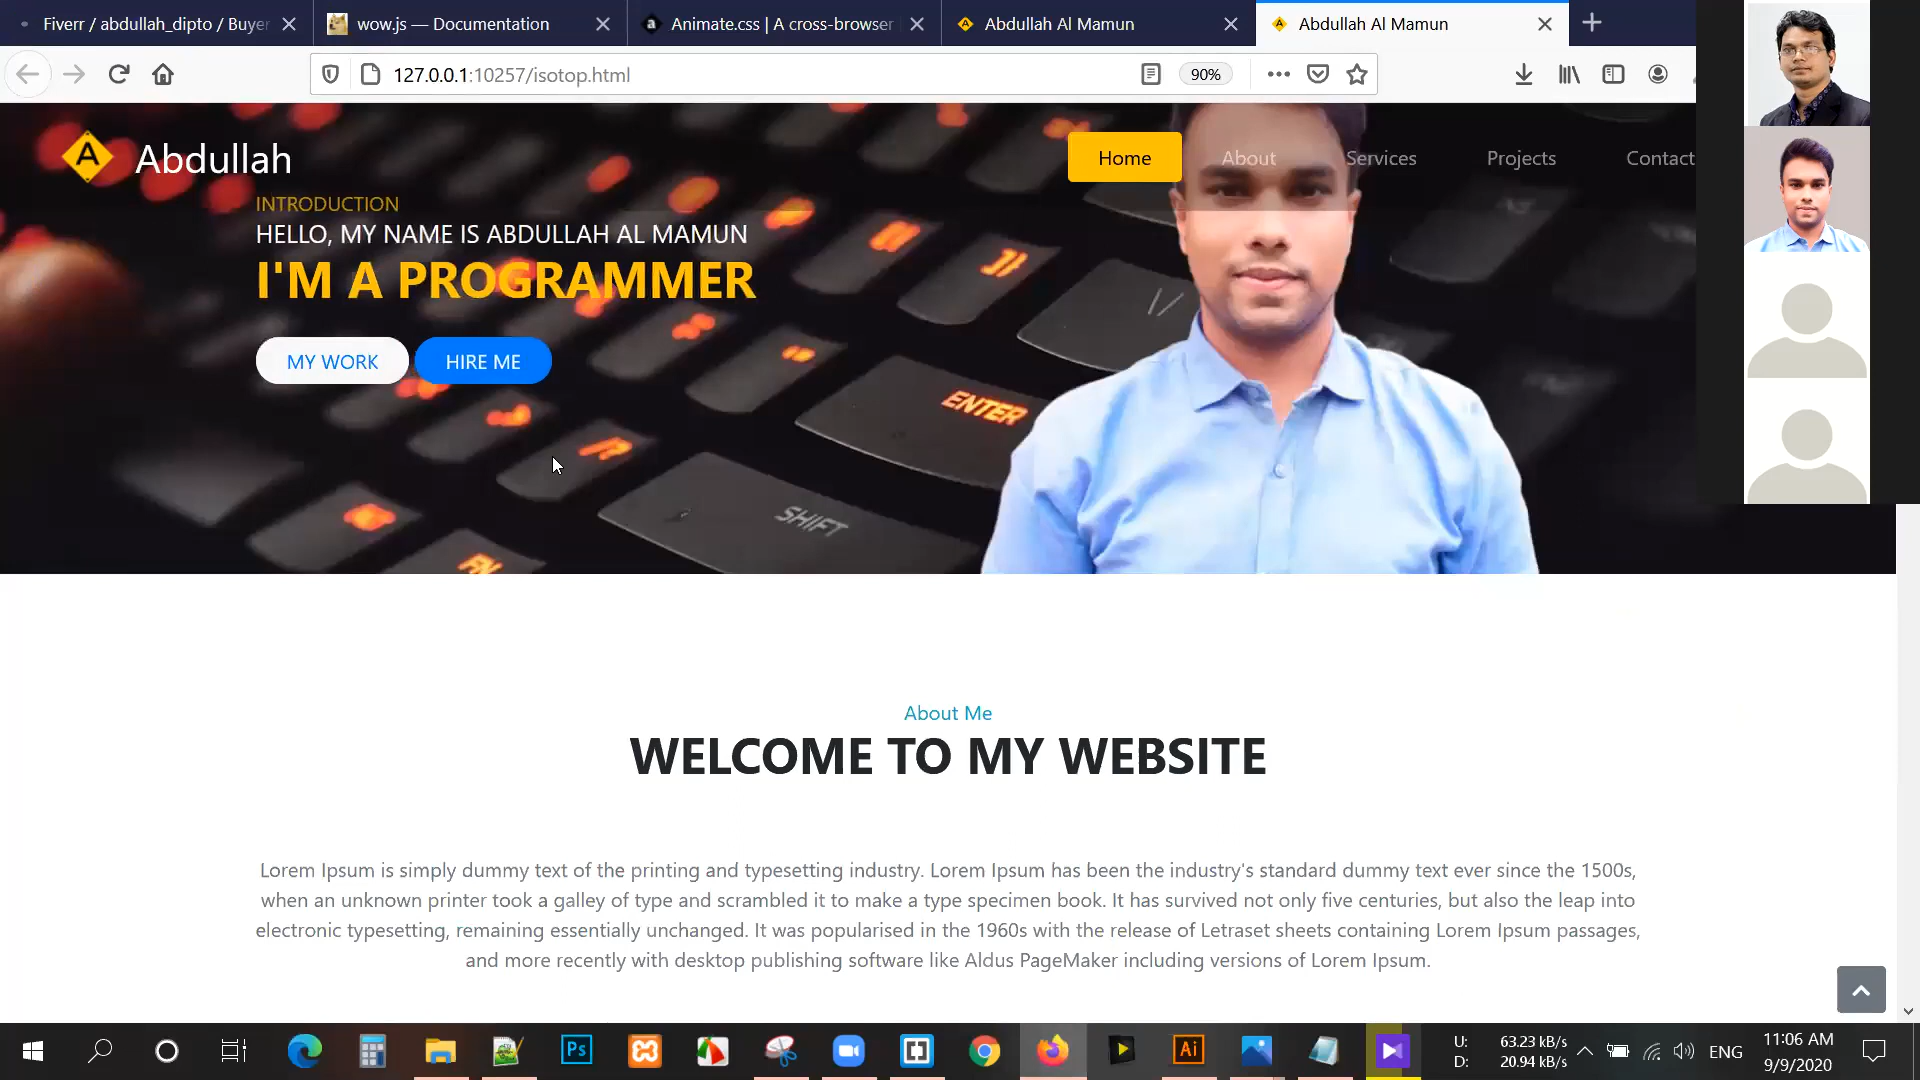 Fiverr / abdullah_dipto / Buyer
wow.js — Documentation
Animate.css | A cross-browser
Abdullah Al Mamun
Abdullah Al Mamun
127.0.0.1:10257/isotop.html
90%
A
Abdullah
Home
About
Services
Projects
Contact
INTRODUCTION
HELLO, MY NAME IS ABDULLAH AL MAMUN
I'M A PROGRAMMER
MY WORK
HIRE ME
ENTER
SHIFT
FN
About Me
WELCOME TO MY WEBSITE
Lorem Ipsum is simply dummy text of the printing and typesetting industry. Lorem Ipsum has been the industry's standard dummy text ever since the 1500s,
when an unknown printer took a galley of type and scrambled it to make a type specimen book. It has survived not only five centuries, but also the leap into
electronic typesetting, remaining essentially unchanged. It was popularised in the 1960s with the release of Letraset sheets containing Lorem Ipsum passages,
and more recently with desktop publishing software like Aldus PageMaker including versions of Lorem Ipsum.
Ps
Ai
U: 63.23 kB/s
D: 20.94 kB/s
ENG
11:06 AM
9/9/2020